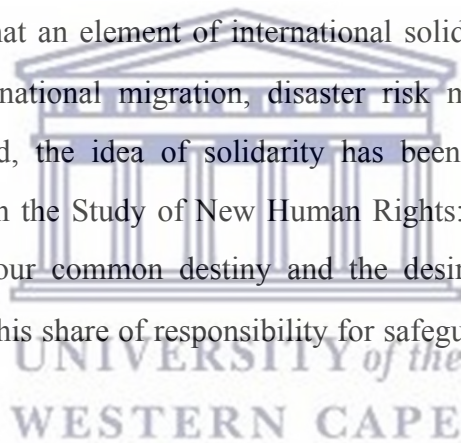 hat an element of international solid
national migration, disaster risk m
d, the idea of solidarity has been
n the Study of New Human Rights:
our common destiny and the desir
his share of responsibility for safegu
UNIVERSITY of the
WESTERN CAPE